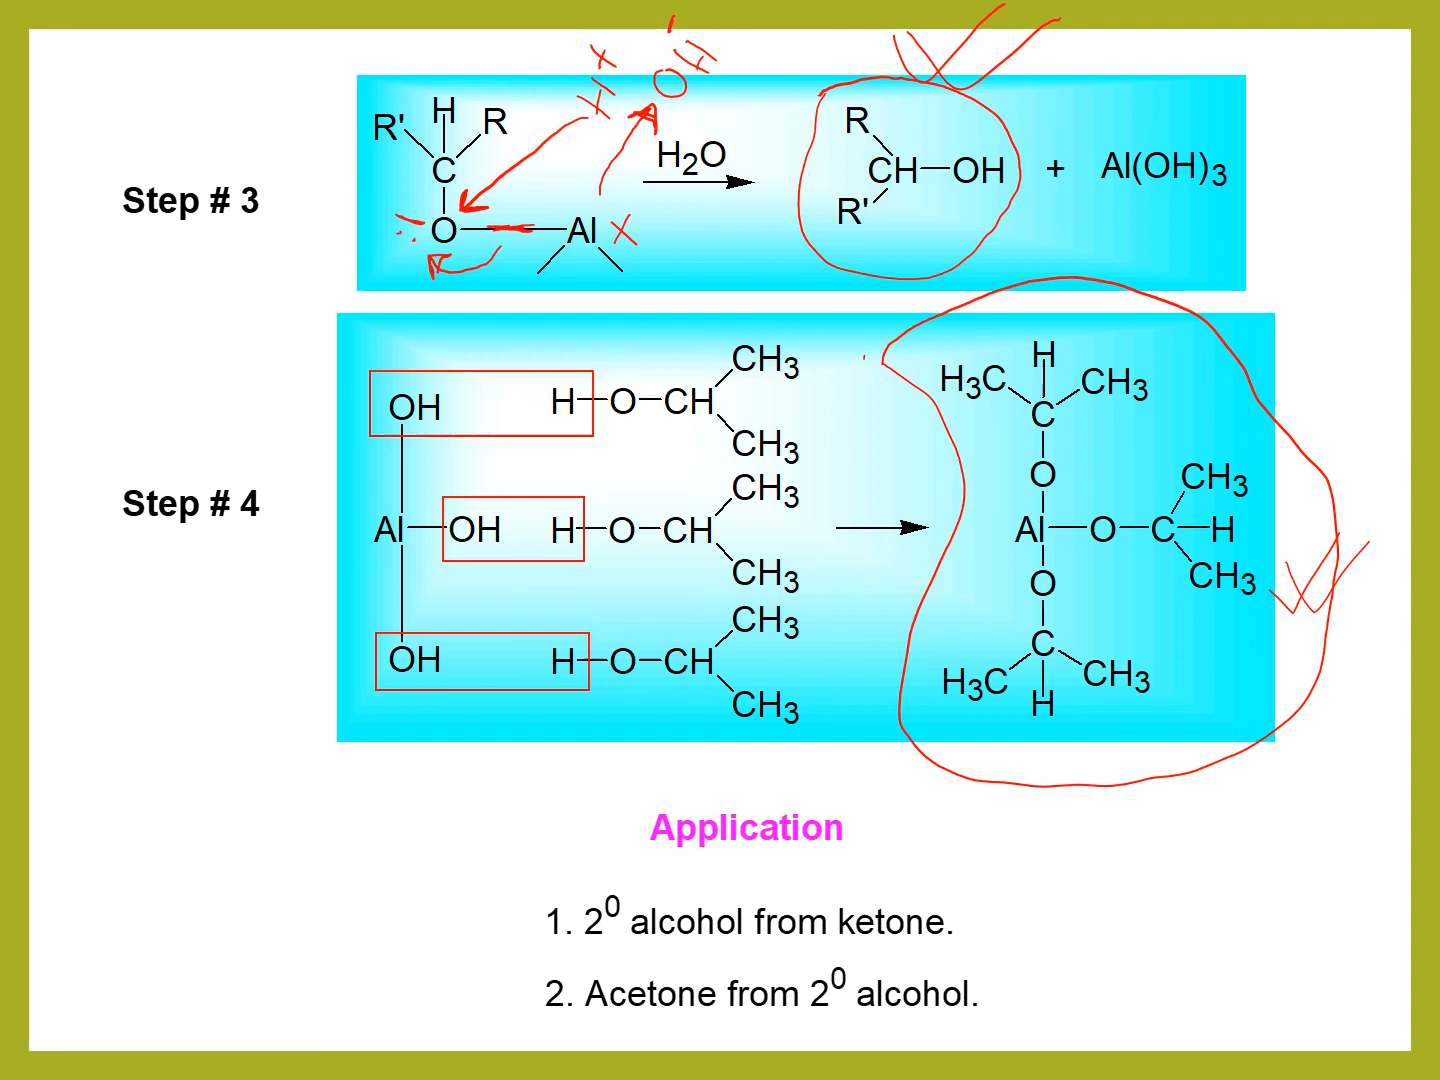 Step # 3
R' H R
C
O Al
H₂O
R
CH OH
R'
+ Al(OH)₃
H+
OH-
x
Step # 4
OH H O CH CH₃ CH₃
Al OH H O CH CH₃ CH₃
OH H O CH CH₃ CH₃
H
H₃C CH₃
C
O
CH₃
Al O C H
CH₃
O
C
H₃C CH₃
H
Application
1. 2⁰ alcohol from ketone.
2. Acetone from 2⁰ alcohol.